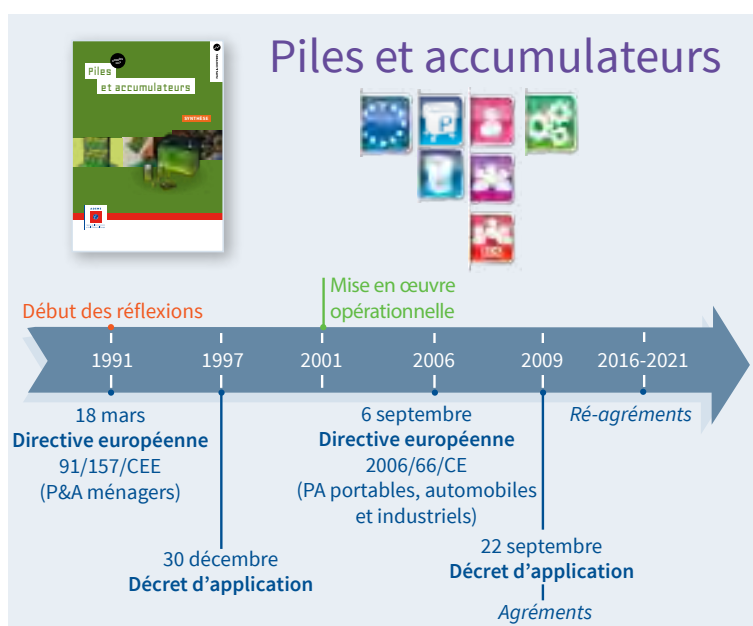 Piles et accumulateurs
Piles
et accumulateurs
SYNTHÈSE
Début des réflexions
Mise en œuvre
opérationnelle
1991
1997
2001
2006
2009
2016-2021
18 mars
Directive européenne
91/157/CEE
(P&A ménagers)
30 décembre
Décret d'application
6 septembre
Directive européenne
2006/66/CE
(PA portables, automobiles
et industriels)
22 septembre
Décret d'application
Agréments
Ré-agréments